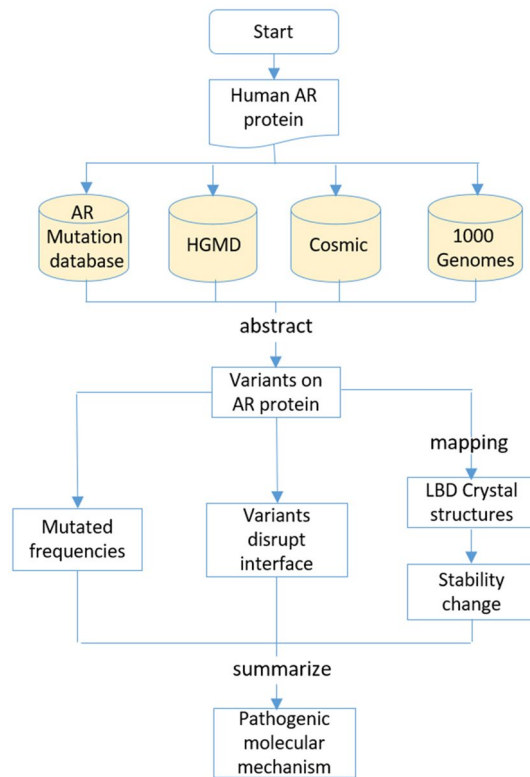 Start
Human AR
protein
AR
Mutation
database
HGMD
Cosmic
1000
Genomes
abstract
Variants on
AR protein
mapping
Mutated
frequencies
Variants
disrupt
interface
LBD Crystal
structures
Stability
change
summarize
Pathogenic
molecular
mechanism